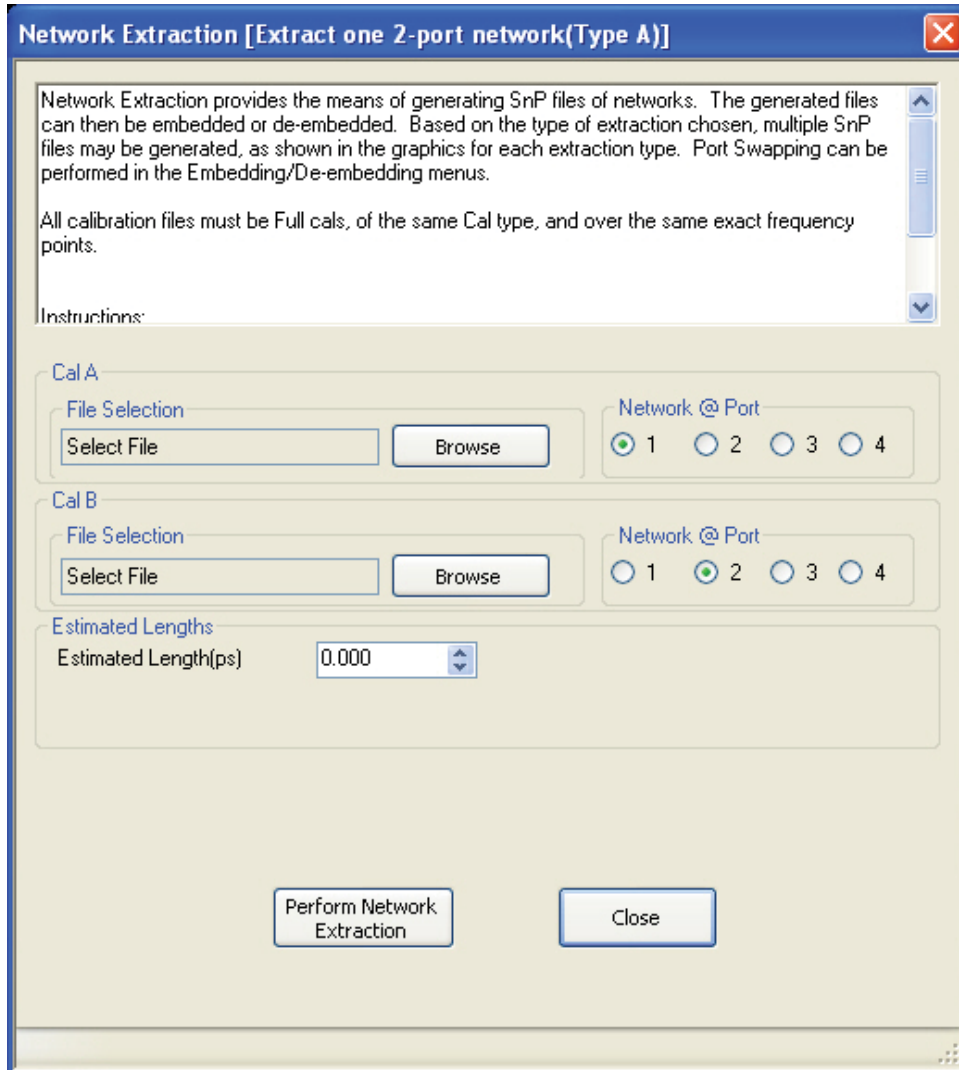 Network Extraction [Extract one 2-port network(Type A)]
Network Extraction provides the means of generating SnP files of networks.  The generated files
can then be embedded or de-embedded.  Based on the type of extraction chosen, multiple SnP
files may be generated, as shown in the graphics for each extraction type.  Port Swapping can be
performed in the Embedding/De-embedding menus.
All calibration files must be Full cals, of the same Cal type, and over the same exact frequency
points.
Instructions:
Cal A
File Selection
Select File
Browse
Network @ Port
1 2 3 4
Cal B
File Selection
Select File
Browse
Network @ Port
1 2 3 4
Estimated Lengths
Estimated Length(ps) 0.000
Perform Network
Extraction
Close